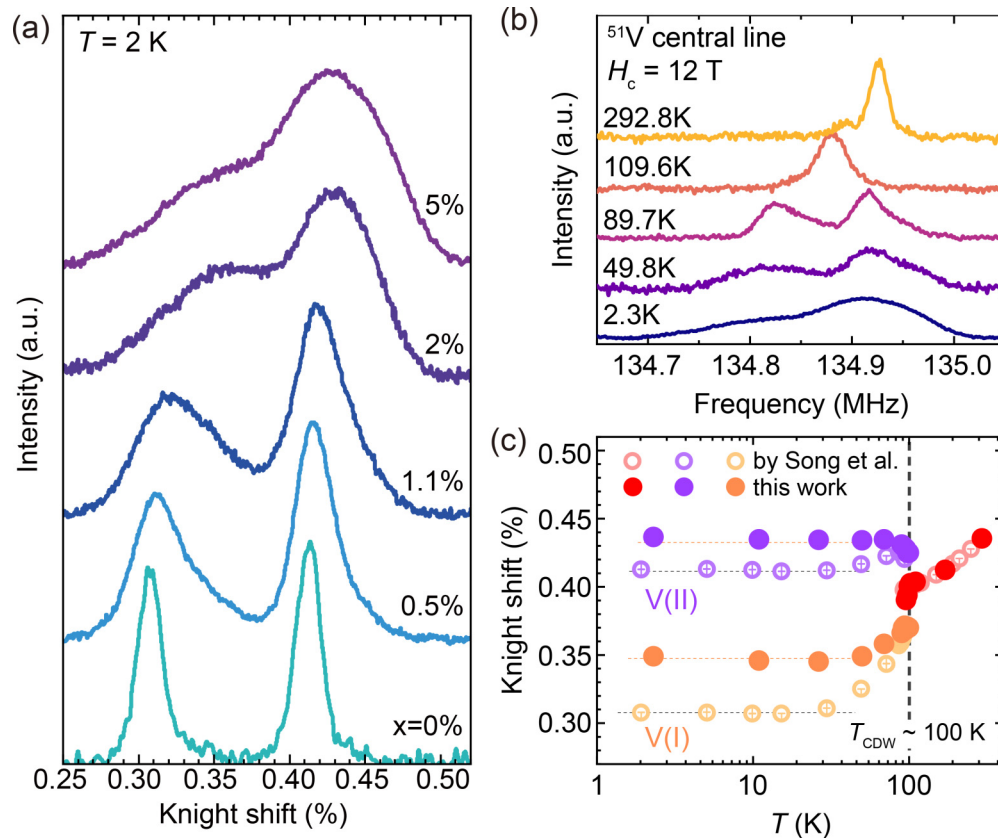 (a)
T = 2 K
5%
2%
1.1%
0.5%
x=0%
Intensity (a.u.)
0.25 0.30 0.35 0.40 0.45 0.50
Knight shift (%)
(b)
⁵¹V central line
H_c = 12 T
292.8K
109.6K
89.7K
49.8K
2.3K
Intensity (a.u.)
134.7 134.8 134.9 135.0
Frequency (MHz)
(c)
0.50
0.45
0.40
0.35
0.30
Knight shift (%)
by Song et al.
this work
V(II)
V(I)
T_CDW ~ 100 K
1 10 100
T (K)